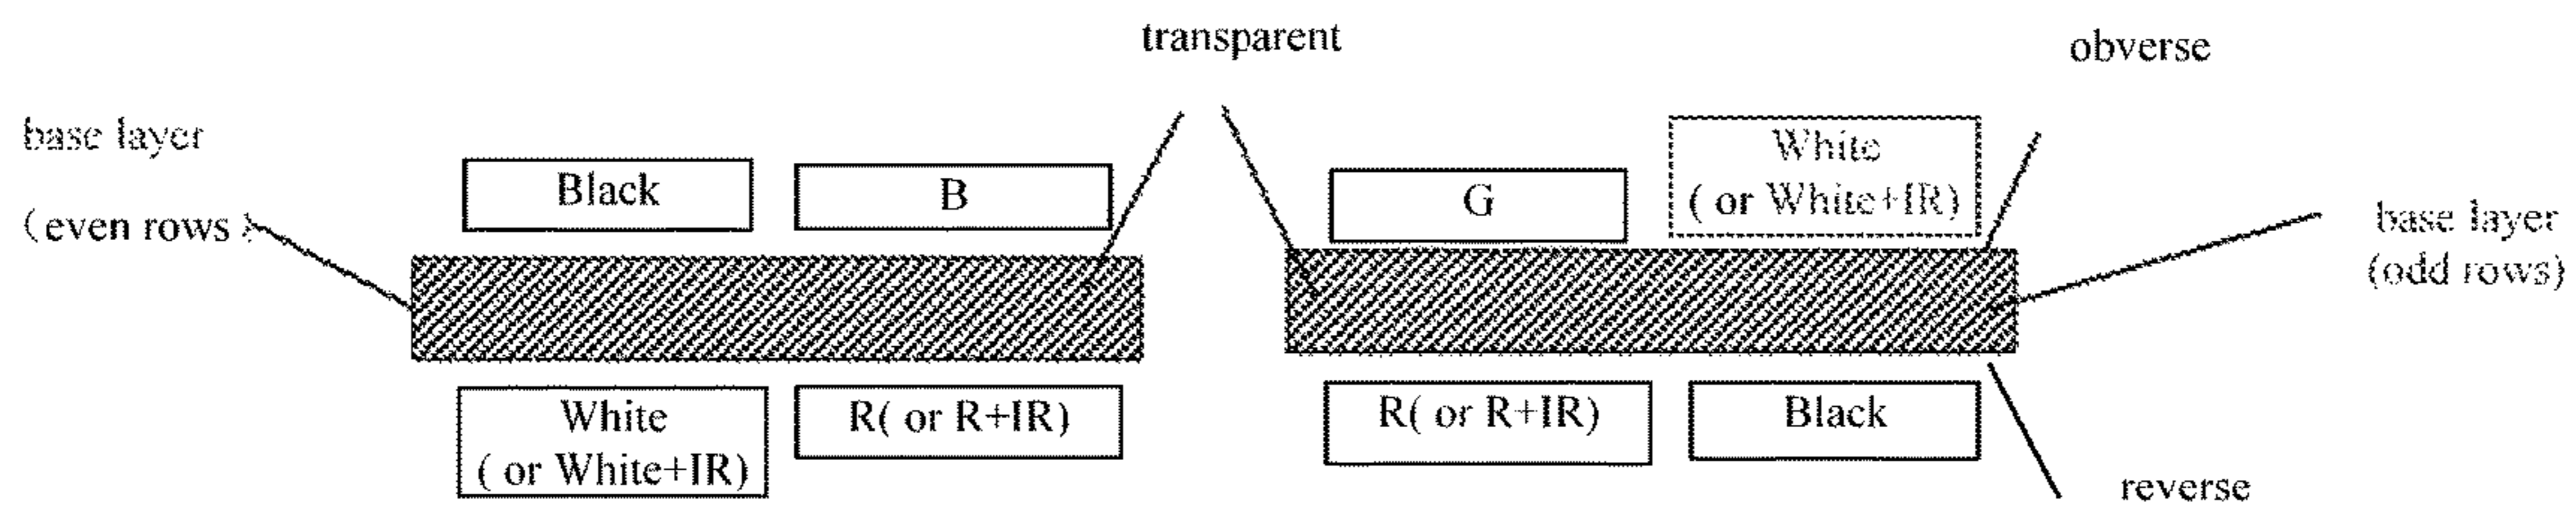 transparent
obverse
base layer
(even rows)
Black
B
G
White
( or White+IR)
base layer
(odd rows)
White
( or White+IR)
R( or R+IR)
R( or R+IR)
Black
reverse